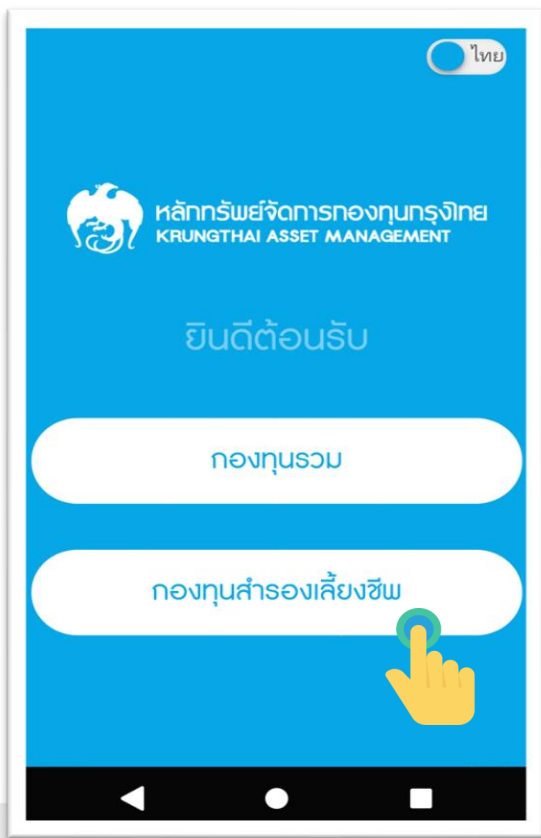 ไทย
หลักทรัพย์จัดการกองทุนกรุงไทย
KRUNGTHAI ASSET MANAGEMENT
ยินดีต้อนรับ
กองทุนรวม
กองทุนสำรองเลี้ยงชีพ